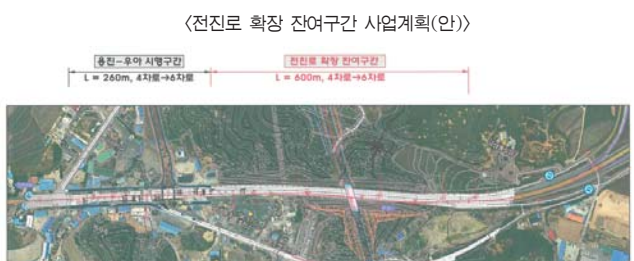 〈전진로 확장 잔여구간 사업계획(안)〉
용진-우아 시행구간
전진로 확장 잔여구간
L = 260m, 4차로→6차로
L = 600m, 4차로→6차로